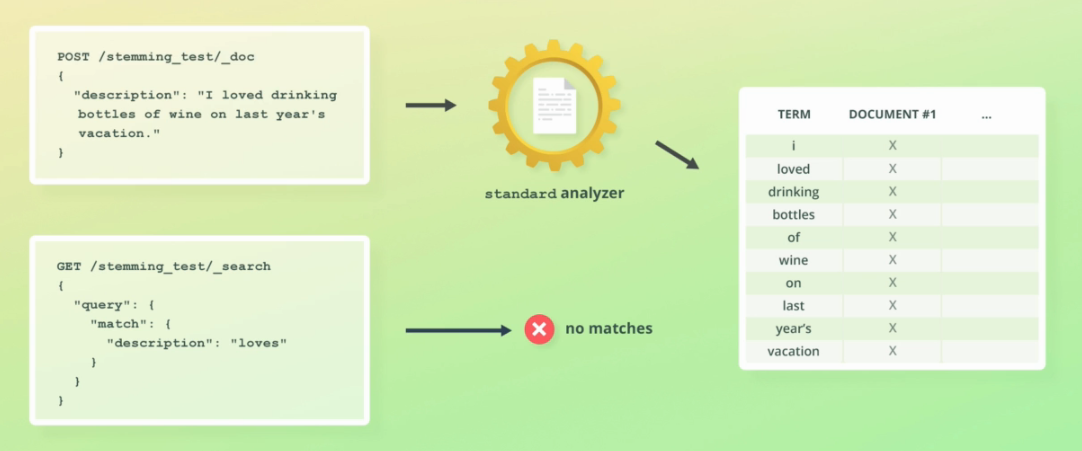 POST /stemming_test/_doc
{
"description": "I loved drinking
bottles of wine on last year's
vacation."
}
standard analyzer
TERM DOCUMENT #1 ...
i X
loved X
drinking X
bottles X
of X
wine X
on X
last X
year's X
vacation X
GET /stemming_test/_search
{
"query": {
"match": {
"description": "loves"
}
}
}
no matches